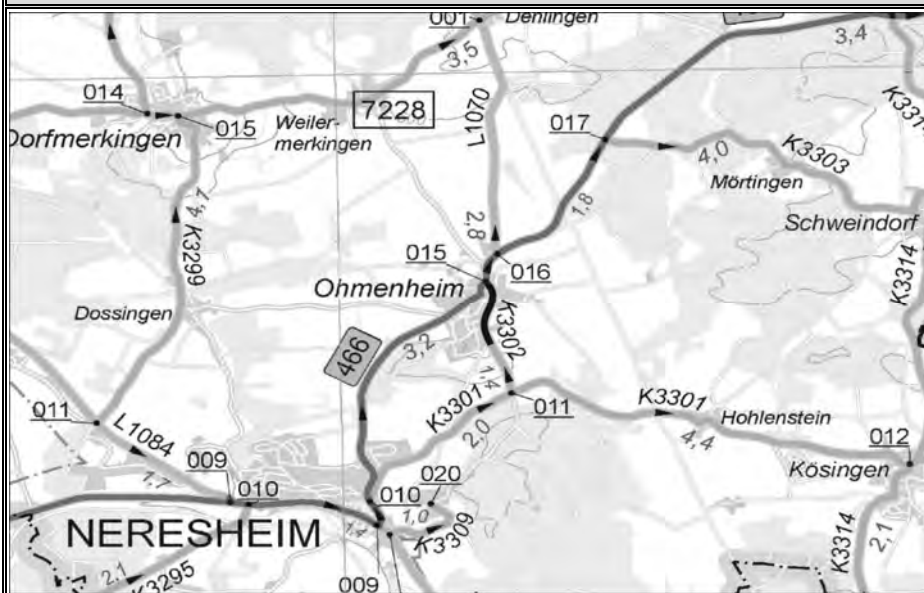 001
Dehlingen
3,5
3,4
014
015
7228
L1070
017
K33
Dorfmerkingen
Weiler-
merkingen
4,0
K3303
Mörtingen
4,1
K3299
1,8
Schweindorf
2,8
015
016
K3314
Ohmenheim
Dossingen
466
3,2
K3302
1,4
K3301
011
K3301
Hohlenstein
4,4
011
L1084
2,0
1,7
009
010
010
020
012
Kösingen
NERESHEIM
1,4
1,0
K3309
K3314
2,1
2,1
K3295
009